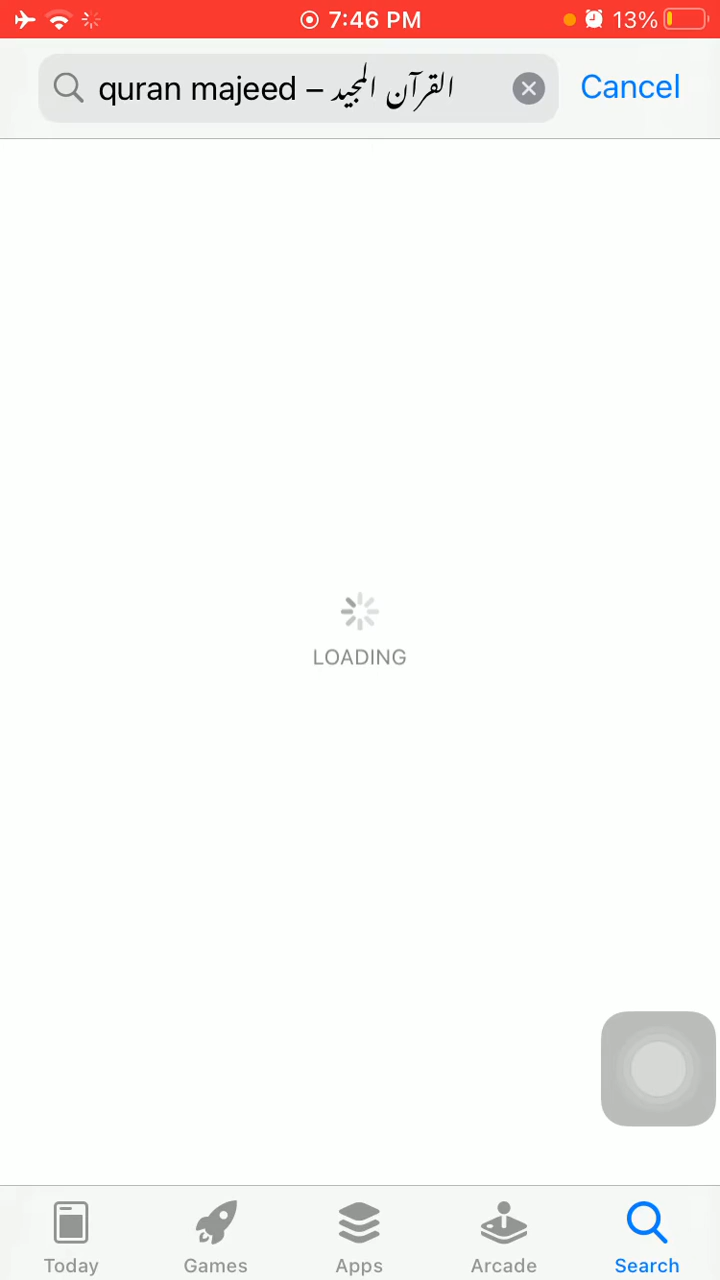 7:46 PM 13%
quran majeed – القرآن المجيد Cancel
LOADING
Today Games Apps Arcade Search